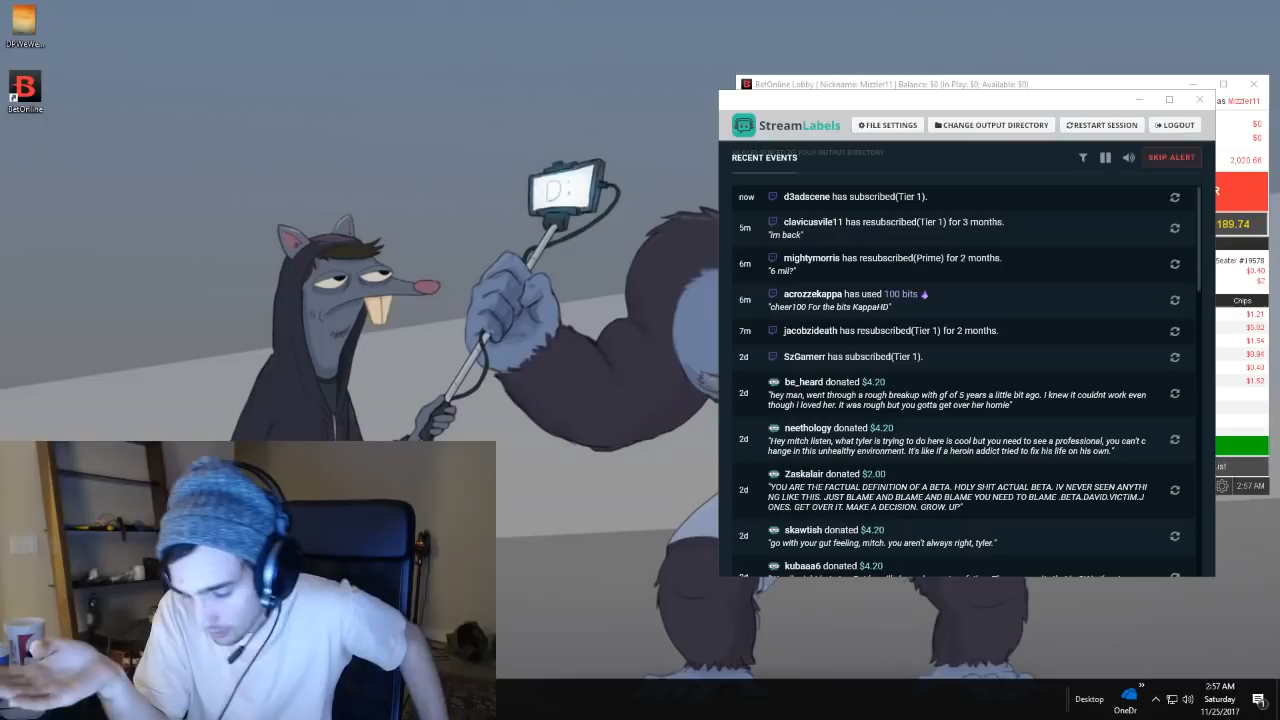 DPWeWe...
BetOnline
D:
BetOnline Lobby | Nickname: Mizzler11 | Balance: $0 (In Play: $0; Available: $0)
as Mizzler11
$0
$0
2,020.66
R
189.74
Seater #19578
$0.40
$2
Chips
$1.21
$5.02
$1.54
$0.94
$0.40
$1.52
2:57 AM
StreamLabels
FILE SETTINGS
CHANGE OUTPUT DIRECTORY
RESTART SESSION
LOGOUT
OUTPUT DIRECTORY
RECENT EVENTS
SKIP ALERT
now d3adscene has subscribed(Tier 1).
5m clavicusvile11 has resubscribed(Tier 1) for 3 months.
"im back"
6m mightymorris has resubscribed(Prime) for 2 months.
"6 mil?"
6m acrozzekappa has used 100 bits
"cheer100 For the bits KappaHD"
7m jacobzideath has resubscribed(Tier 1) for 2 months.
2d SzGamerr has subscribed(Tier 1).
be_heard donated $4.20
2d "hey man, went through a rough breakup with gf of 5 years a little bit ago. I knew it couldnt work even
though I loved her. it was rough but you gotta get over her homie"
neethology donated $4.20
2d "Hey mitch listen, what tyler is trying to do here is cool but you need to see a professional, you can't c
hange in this unhealthy environment. It's like if a heroin addict tried to fix his life on his own."
Zaskalair donated $2.00
2d "YOU ARE THE FACTUAL DEFINITION OF A BETA. HOLY SHIT ACTUAL BETA. IV NEVER SEEN ANYTHI
NG LIKE THIS. JUST BLAME AND BLAME AND BLAME YOU NEED TO BLAME .BETA.DAVID.VICTIM.J
ONES. GET OVER IT. MAKE A DECISION. GROW. UP"
skawtish donated $4.20
2d "go with your gut feeling, mitch. you aren't always right, tyler."
kubaaa6 donated $4.20
Desktop
OneDr
2:57 AM
Saturday
11/25/2017